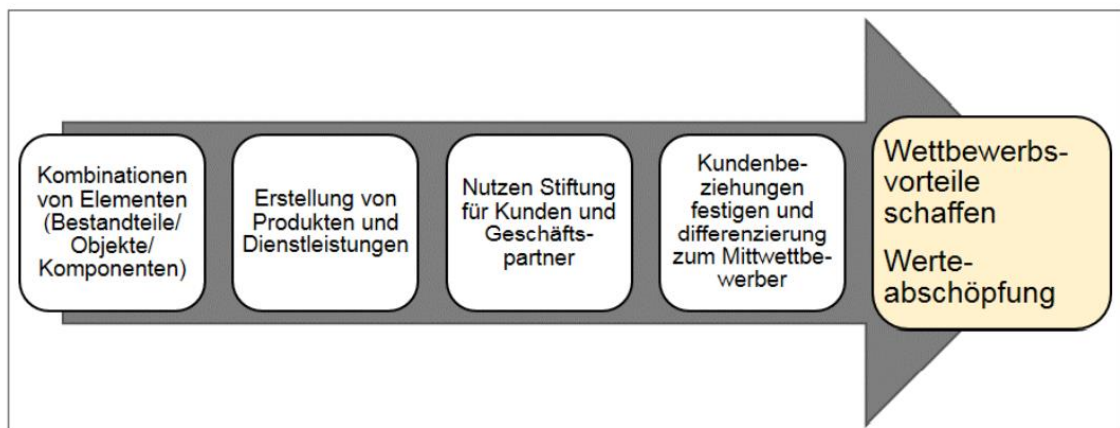 Kombinationen
von Elementen
(Bestandteile/
Objekte/
Komponenten)
Erstellung von
Produkten und
Dienstleistungen
Nutzen Stiftung
für Kunden und
Geschäfts-
partner
Kundenbe-
ziehungen
festigen und
differenzierung
zum Mittwettbe-
werber
Wettbewerbs-
vorteile
schaffen
Werte-
abschöpfung